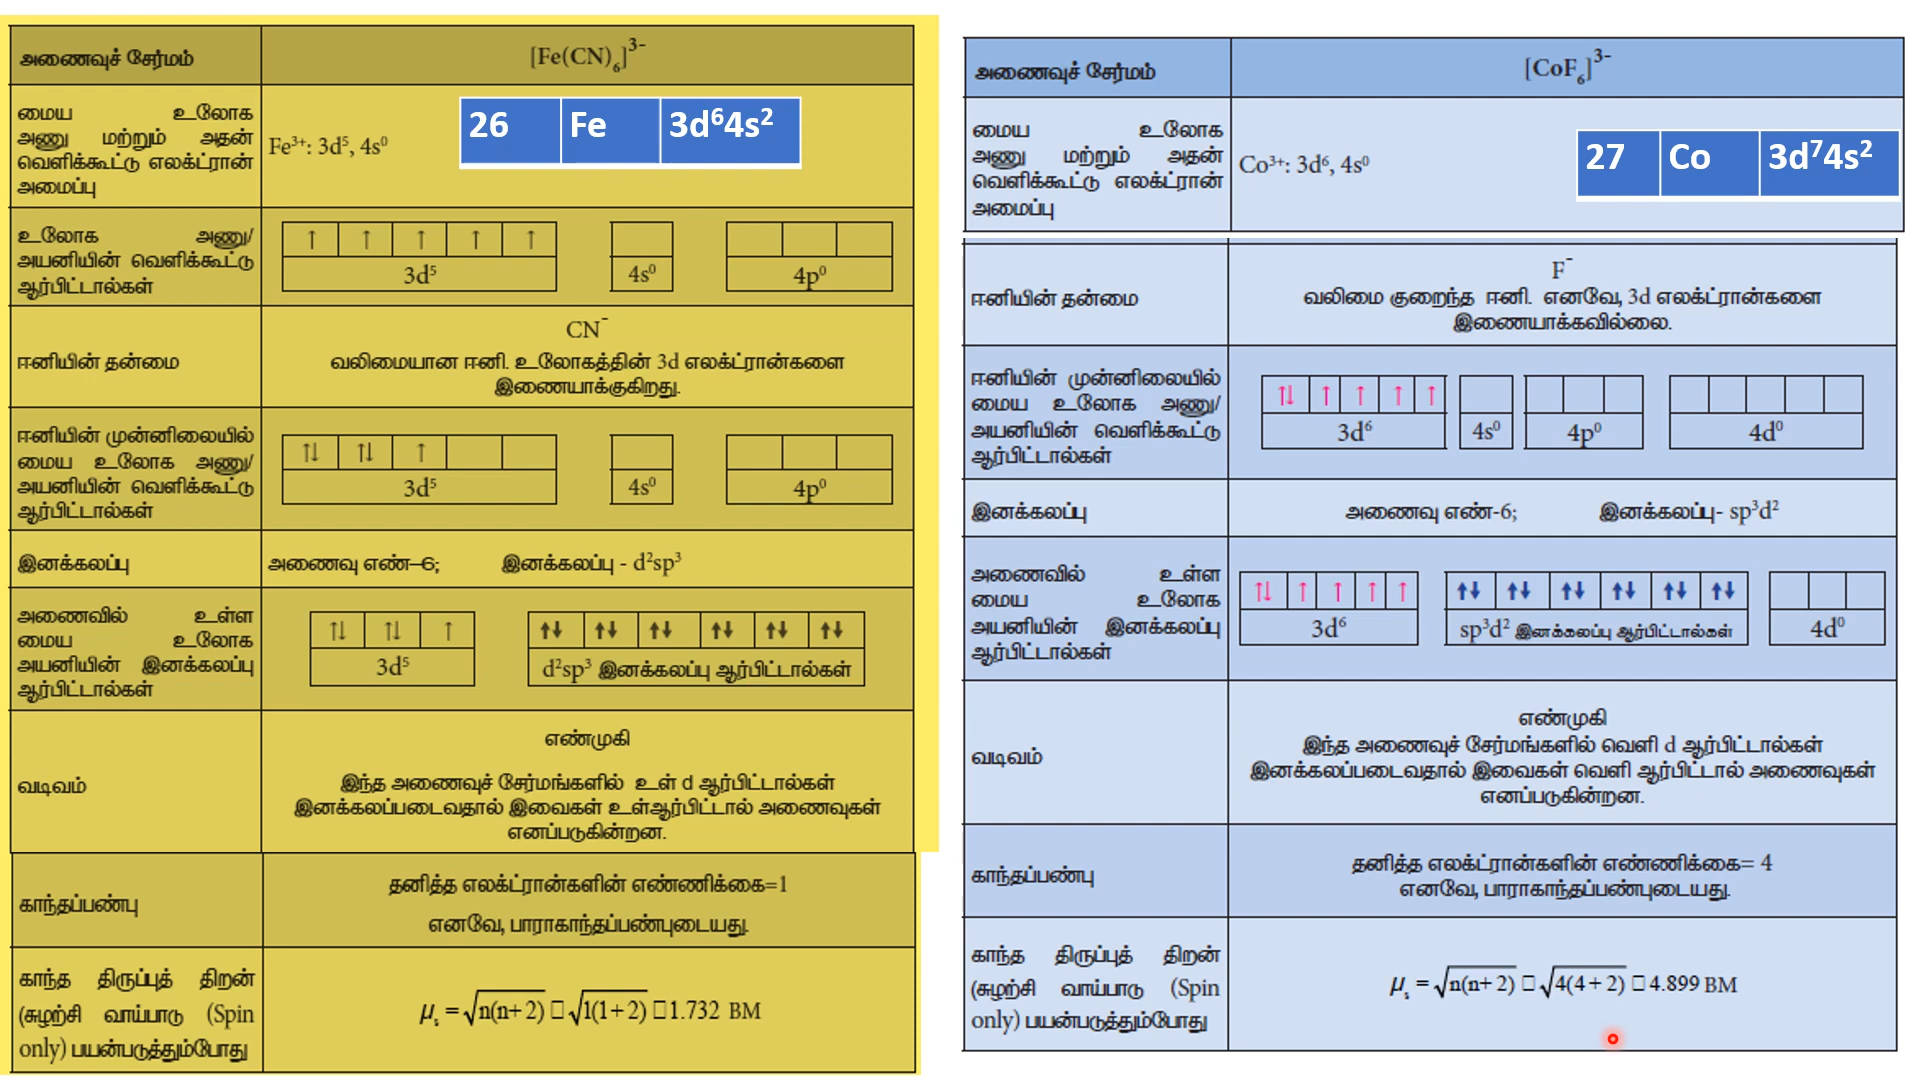 அணைவுச் சேர்மம்
[Fe(CN)₆]³⁻
மைய உலோக
அணு மற்றும் அதன்
வெளிக்கூட்டு எலக்ட்ரான்
அமைப்பு
Fe³⁺: 3d⁵, 4s⁰
26 Fe 3d⁶4s²
உலோக அணு/
அயனியின் வெளிக்கூட்டு
ஆர்பிட்டால்கள்
↑ ↑ ↑ ↑ ↑
3d⁵ 4s⁰ 4p⁰
ஈனியின் தன்மை
CN⁻
வலிமையான ஈனி. உலோகத்தின் 3d எலக்ட்ரான்களை
இணையாக்குகிறது.
ஈனியின் முன்னிலையில்
மைய உலோக அணு/
அயனியின் வெளிக்கூட்டு
ஆர்பிட்டால்கள்
↑↓ ↑↓ ↑
3d⁵ 4s⁰ 4p⁰
இனக்கலப்பு
அணைவு எண்–6; இனக்கலப்பு - d²sp³
அணைவில் உள்ள
மைய உலோக
அயனியின் இனக்கலப்பு
ஆர்பிட்டால்கள்
↑↓ ↑↓ ↑ ↑↓ ↑↓ ↑↓ ↑↓ ↑↓ ↑↓
3d⁵ d²sp³ இனக்கலப்பு ஆர்பிட்டால்கள்
வடிவம்
எண்முகி
இந்த அணைவுச் சேர்மங்களில் உள் d ஆர்பிட்டால்கள்
இனக்கலப்படைவதால் இவைகள் உள்ஆர்பிட்டால் அணைவுகள்
எனப்படுகின்றன.
காந்தப்பண்பு
தனித்த எலக்ட்ரான்களின் எண்ணிக்கை=1
எனவே, பாராகாந்தப்பண்புடையது.
காந்த திருப்புத் திறன்
(சுழற்சி வாய்பாடு (Spin
only) பயன்படுத்தும்போது
μₛ = √n(n+2) □ √1(1+2) □1.732 BM
அணைவுச் சேர்மம்
[CoF₆]³⁻
மைய உலோக
அணு மற்றும் அதன்
வெளிக்கூட்டு எலக்ட்ரான்
அமைப்பு
Co³⁺: 3d⁶, 4s⁰
27 Co 3d⁷4s²
ஈனியின் தன்மை
F⁻
வலிமை குறைந்த ஈனி. எனவே, 3d எலக்ட்ரான்களை
இணையாக்கவில்லை.
ஈனியின் முன்னிலையில்
மைய உலோக அணு/
அயனியின் வெளிக்கூட்டு
ஆர்பிட்டால்கள்
↑↓ ↑ ↑ ↑ ↑
3d⁶ 4s⁰ 4p⁰ 4d⁰
இனக்கலப்பு
அணைவு எண்-6; இனக்கலப்பு- sp³d²
அணைவில் உள்ள
மைய உலோக
அயனியின் இனக்கலப்பு
ஆர்பிட்டால்கள்
↑↓ ↑ ↑ ↑ ↑ ↑↓ ↑↓ ↑↓ ↑↓ ↑↓ ↑↓
3d⁶ sp³d² இனக்கலப்பு ஆர்பிட்டால்கள் 4d⁰
வடிவம்
எண்முகி
இந்த அணைவுச் சேர்மங்களில் வெளி d ஆர்பிட்டால்கள்
இனக்கலப்படைவதால் இவைகள் வெளி ஆர்பிட்டால் அணைவுகள்
எனப்படுகின்றன.
காந்தப்பண்பு
தனித்த எலக்ட்ரான்களின் எண்ணிக்கை= 4
எனவே, பாராகாந்தப்பண்புடையது.
காந்த திருப்புத் திறன்
(சுழற்சி வாய்பாடு (Spin
only) பயன்படுத்தும்போது
μₛ = √n(n+2) □ √4(4+2) □4.899 BM